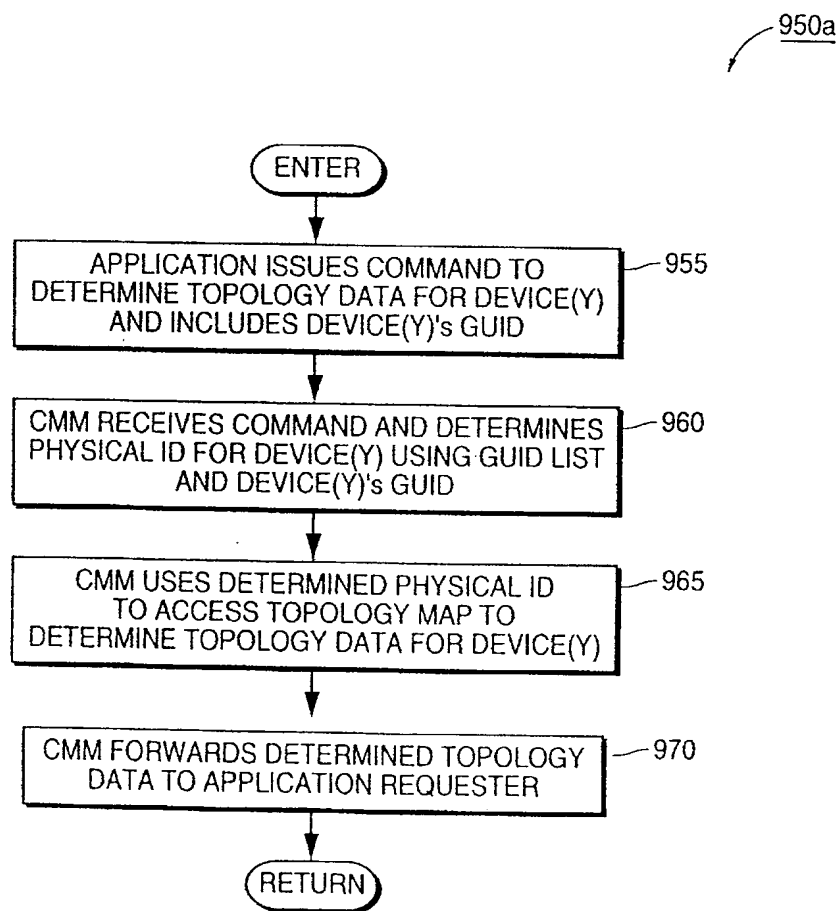 950a
ENTER
APPLICATION ISSUES COMMAND TO
DETERMINE TOPOLOGY DATA FOR DEVICE(Y)
AND INCLUDES DEVICE(Y)'s GUID
955
CMM RECEIVES COMMAND AND DETERMINES
PHYSICAL ID FOR DEVICE(Y) USING GUID LIST
AND DEVICE(Y)'s GUID
960
CMM USES DETERMINED PHYSICAL ID
TO ACCESS TOPOLOGY MAP TO
DETERMINE TOPOLOGY DATA FOR DEVICE(Y)
965
CMM FORWARDS DETERMINED TOPOLOGY
DATA TO APPLICATION REQUESTER
970
RETURN